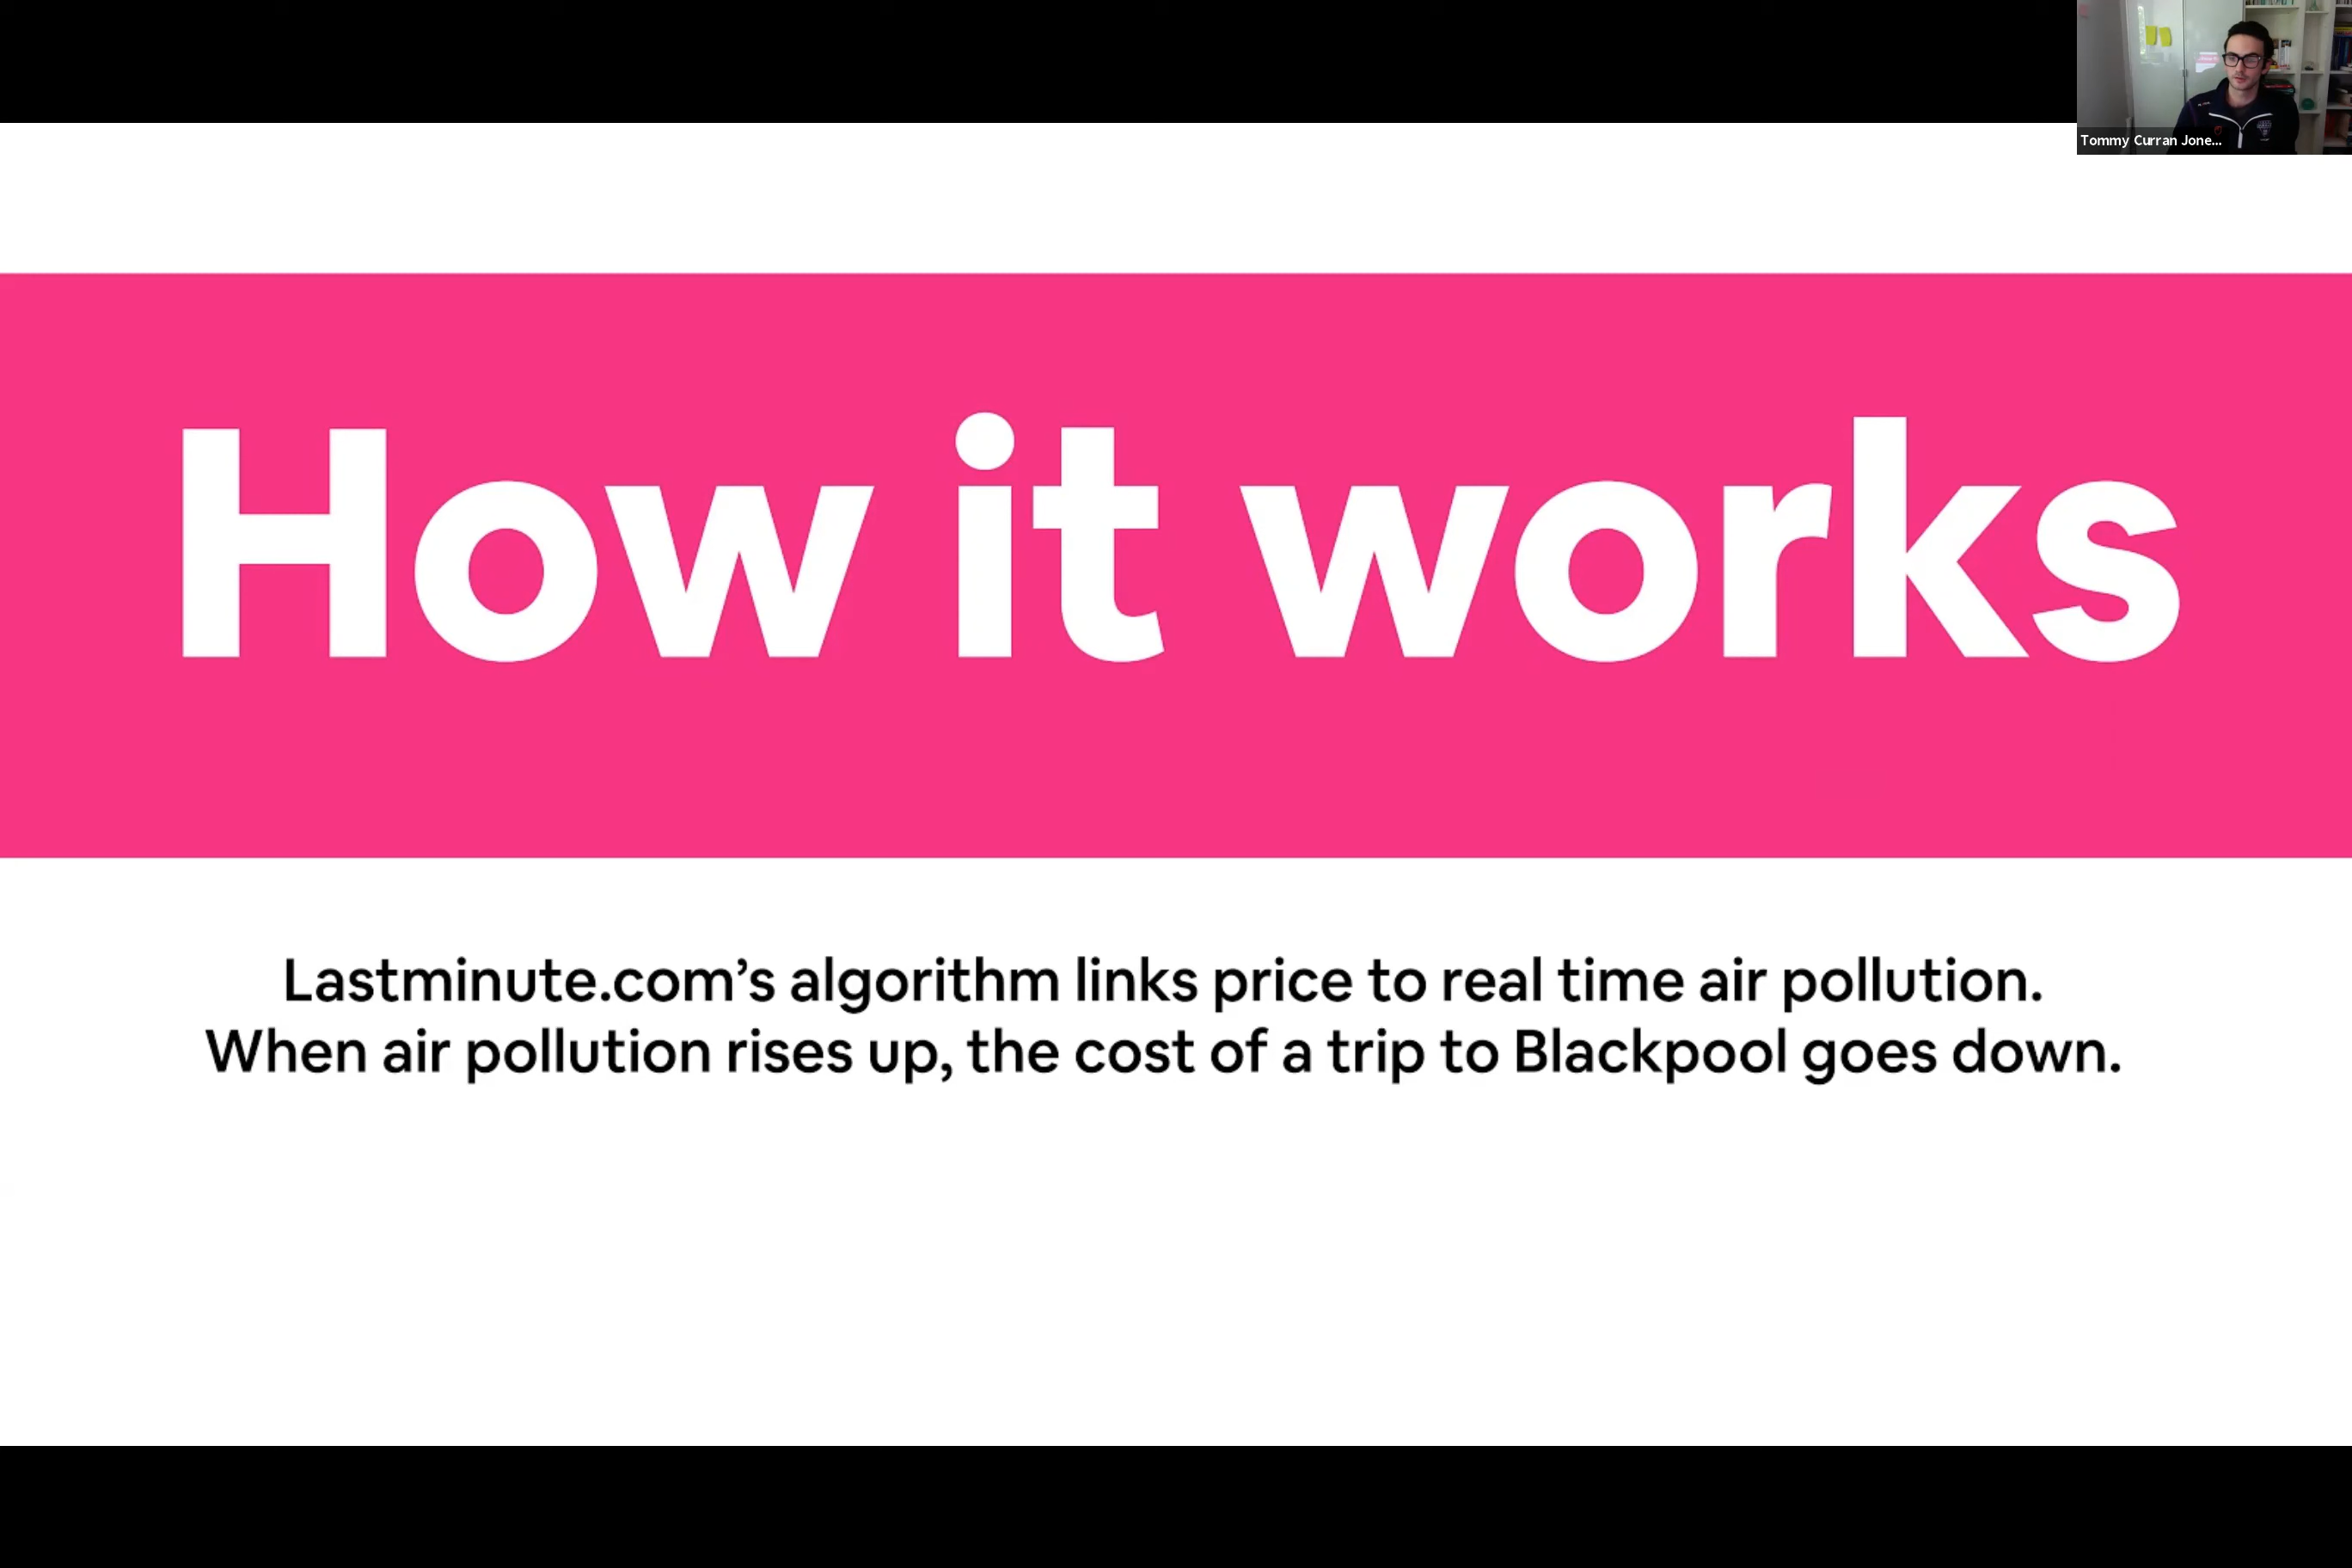 Tommy Curran Jone...
How it works
Lastminute.com’s algorithm links price to real time air pollution.
When air pollution rises up, the cost of a trip to Blackpool goes down.